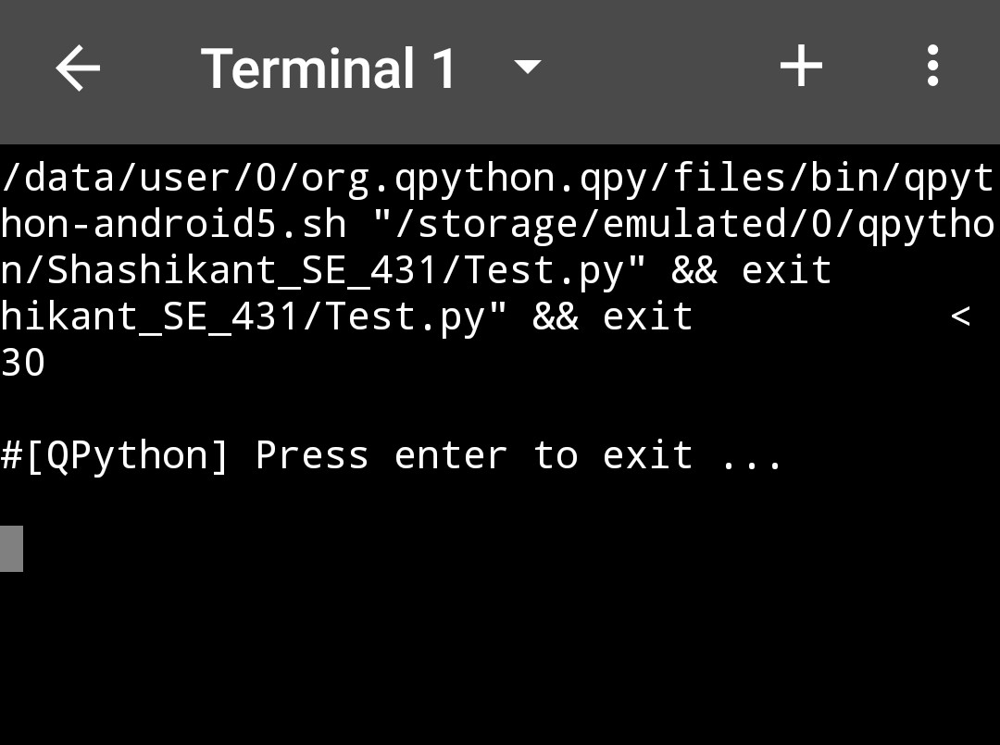 Terminal 1
/data/user/0/org.qpython.qpy/files/bin/qpyt
hon-android5.sh "/storage/emulated/0/qpytho
n/Shashikant_SE_431/Test.py" && exit
hikant_SE_431/Test.py" && exit <
30
#[QPython] Press enter to exit ...